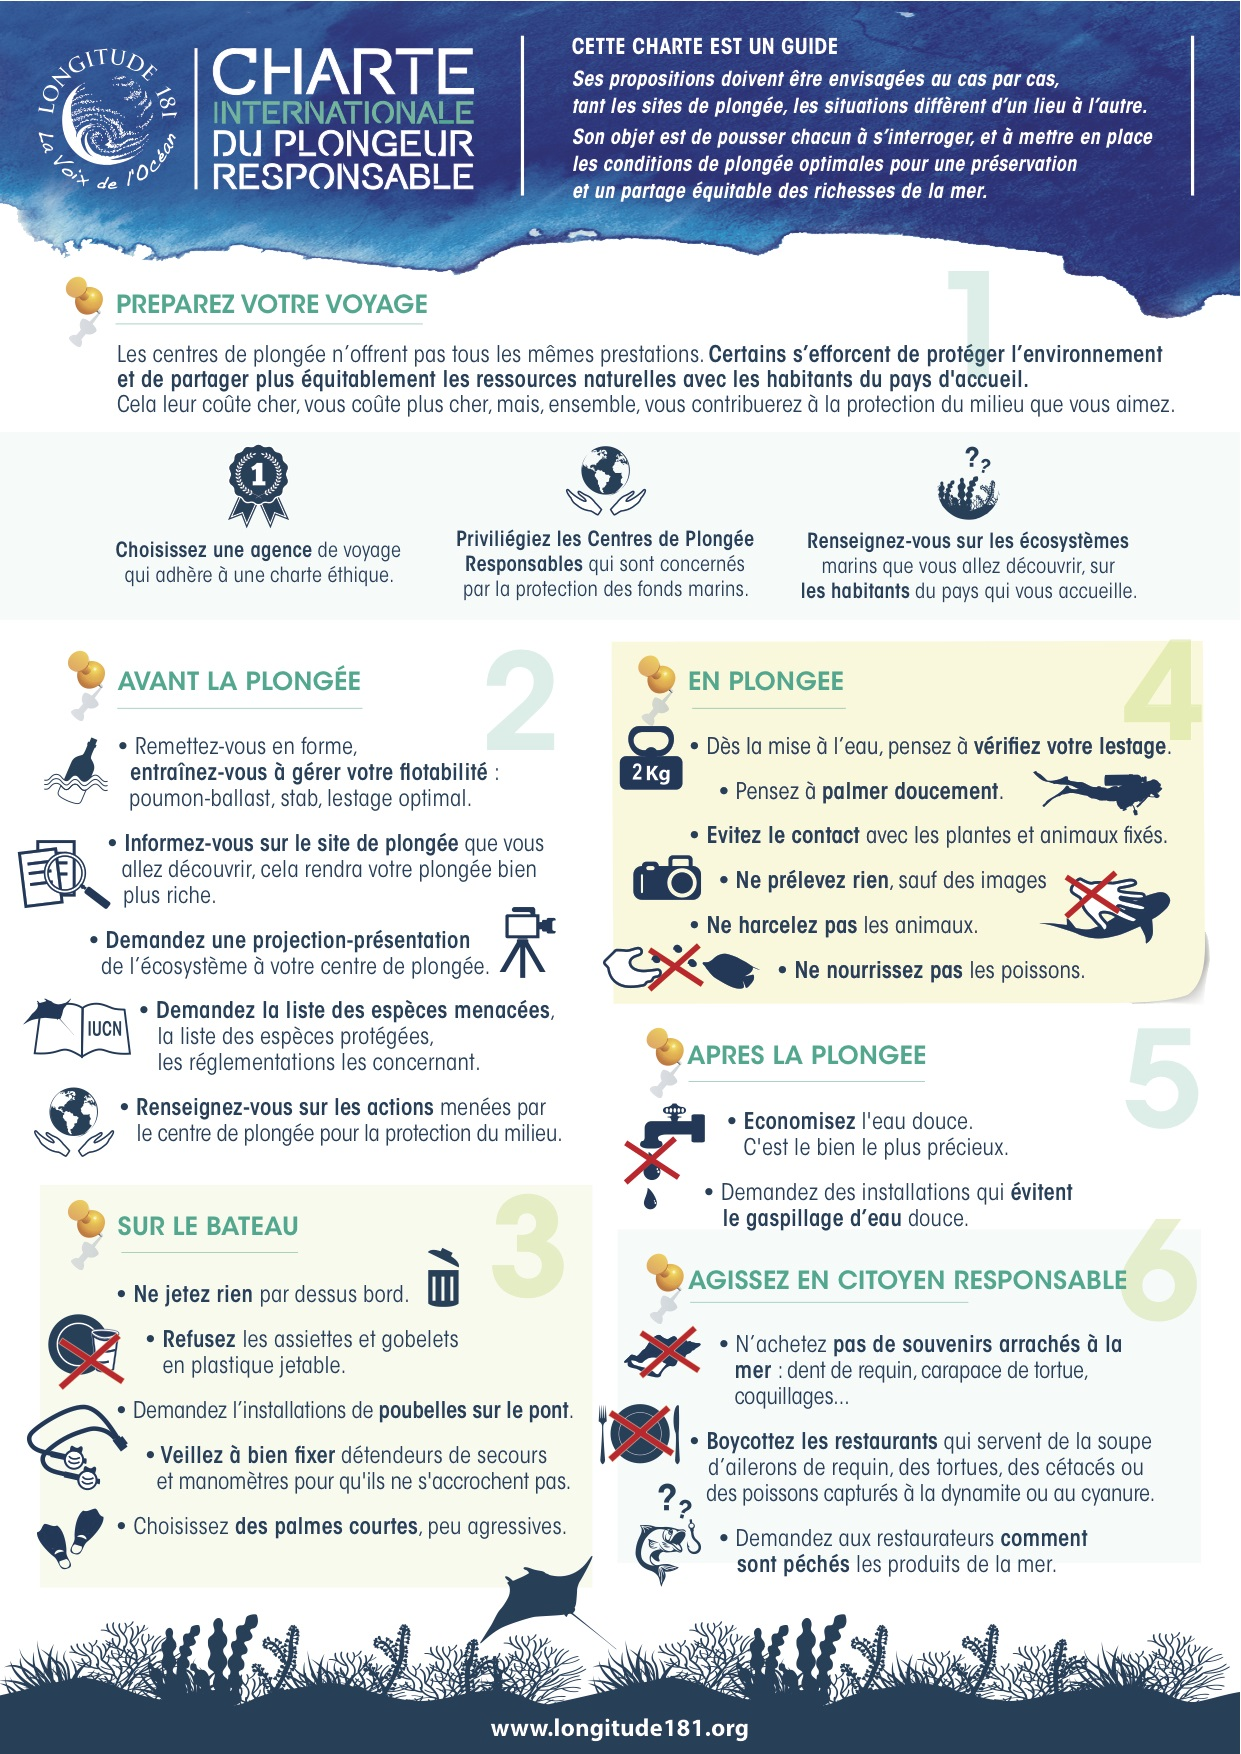 LONGITUDE 181
La Voix de l'Océan
CHARTE
INTERNATIONALE
DU PLONGEUR
RESPONSABLE
CETTE CHARTE EST UN GUIDE
Ses propositions doivent être envisagées au cas par cas,
tant les sites de plongée, les situations diffèrent d'un lieu à l'autre.
Son objet est de pousser chacun à s'interroger, et à mettre en place
les conditions de plongée optimales pour une préservation
et un partage équitable des richesses de la mer.
1
PREPAREZ VOTRE VOYAGE
Les centres de plongée n'offrent pas tous les mêmes prestations. Certains s'efforcent de protéger l'environnement
et de partager plus équitablement les ressources naturelles avec les habitants du pays d'accueil.
Cela leur coûte cher, vous coûte plus cher, mais, ensemble, vous contribuerez à la protection du milieu que vous aimez.
1
Choisissez une agence de voyage
qui adhère à une charte éthique.
Priviliégiez les Centres de Plongée
Responsables qui sont concernés
par la protection des fonds marins.
? ?
Renseignez-vous sur les écosystèmes
marins que vous allez découvrir, sur
les habitants du pays qui vous accueille.
2
AVANT LA PLONGÉE
• Remettez-vous en forme,
entraînez-vous à gérer votre flotabilité :
poumon-ballast, stab, lestage optimal.
• Informez-vous sur le site de plongée que vous
allez découvrir, cela rendra votre plongée bien
plus riche.
• Demandez une projection-présentation
de l'écosystème à votre centre de plongée.
IUCN
• Demandez la liste des espèces menacées,
la liste des espèces protégées,
les réglementations les concernant.
• Renseignez-vous sur les actions menées par
le centre de plongée pour la protection du milieu.
3
SUR LE BATEAU
• Ne jetez rien par dessus bord.
• Refusez les assiettes et gobelets
en plastique jetable.
• Demandez l'installations de poubelles sur le pont.
• Veillez à bien fixer détendeurs de secours
et manomètres pour qu'ils ne s'accrochent pas.
• Choisissez des palmes courtes, peu agressives.
4
EN PLONGEE
2 Kg
• Dès la mise à l'eau, pensez à vérifiez votre lestage.
• Pensez à palmer doucement.
• Evitez le contact avec les plantes et animaux fixés.
• Ne prélevez rien, sauf des images
• Ne harcelez pas les animaux.
• Ne nourrissez pas les poissons.
5
APRES LA PLONGEE
• Economisez l'eau douce.
C'est le bien le plus précieux.
• Demandez des installations qui évitent
le gaspillage d'eau douce.
6
AGISSEZ EN CITOYEN RESPONSABLE
• N'achetez pas de souvenirs arrachés à la
mer : dent de requin, carapace de tortue,
coquillages...
• Boycottez les restaurants qui servent de la soupe
d'ailerons de requin, des tortues, des cétacés ou
des poissons capturés à la dynamite ou au cyanure.
? ?
• Demandez aux restaurateurs comment
sont péchés les produits de la mer.
www.longitude181.org